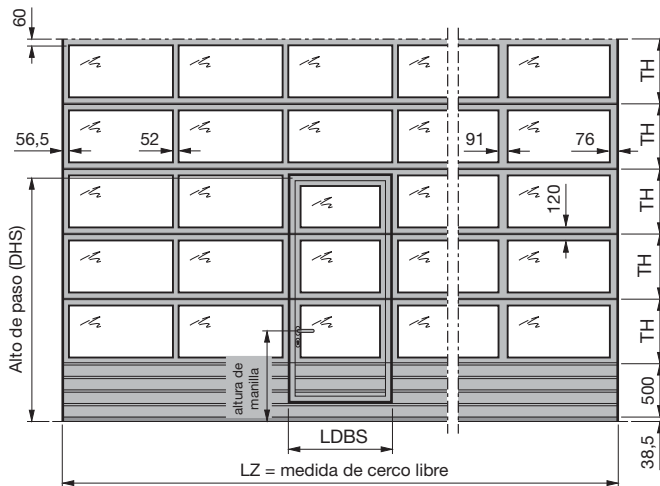 60
TH
TH
56,5
52
91
76
TH
120
TH
Alto de paso (DHS)
TH
altura de
manilla
500
LDBS
38,5
LZ = medida de cerco libre